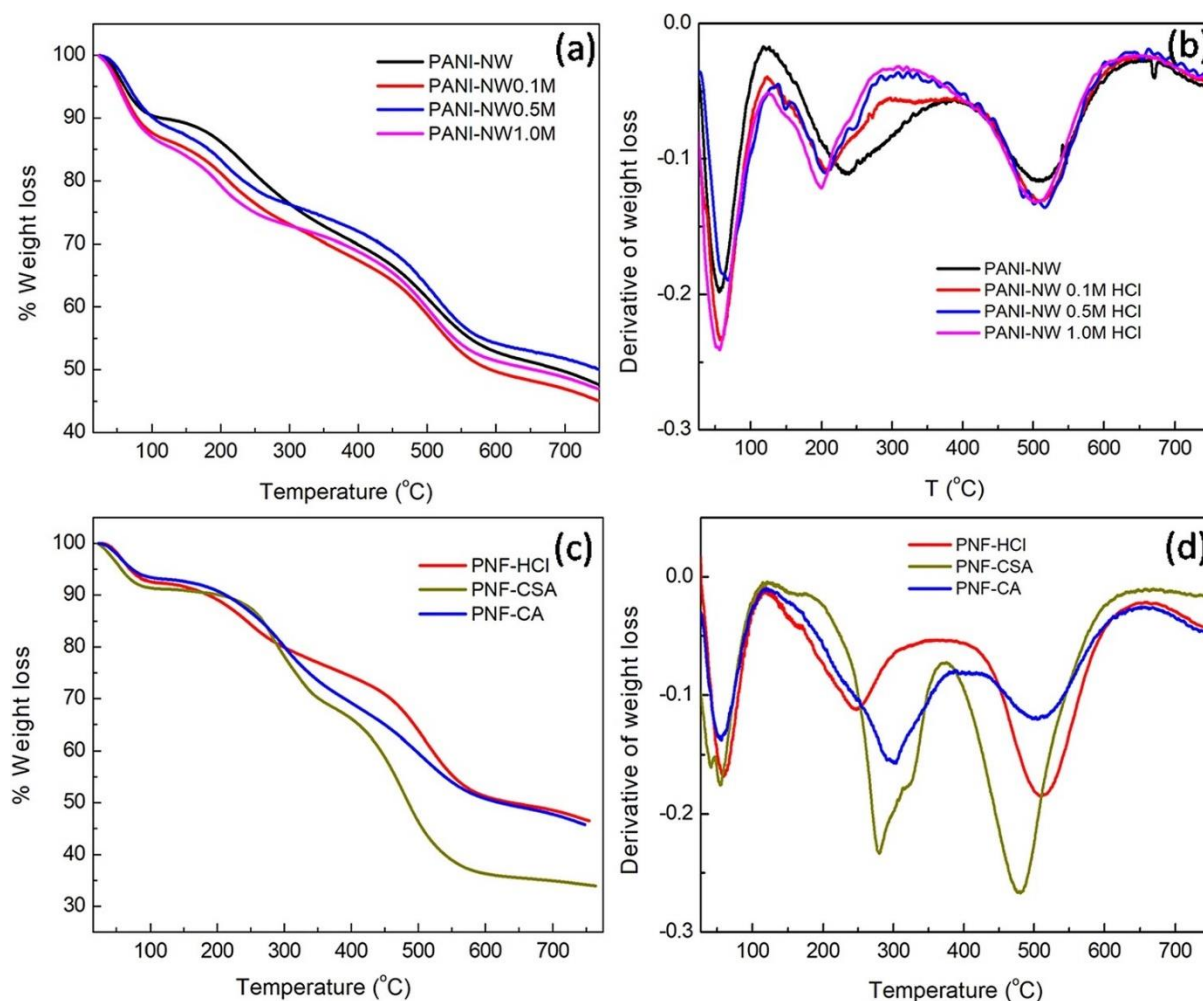 (a)
% Weight loss
100
90
80
70
60
50
40
PANI-NW
PANI-NW0.1M
PANI-NW0.5M
PANI-NW1.0M
100 200 300 400 500 600 700
Temperature (°C)
(b)
Derivative of weight loss
0.0
-0.1
-0.2
-0.3
PANI-NW
PANI-NW 0.1M HCl
PANI-NW 0.5M HCl
PANI-NW 1.0M HCl
100 200 300 400 500 600 700
T (°C)
(c)
% Weight loss
100
90
80
70
60
50
40
30
PNF-HCl
PNF-CSA
PNF-CA
100 200 300 400 500 600 700
Temperature (°C)
(d)
Derivative of weight loss
0.0
-0.1
-0.2
-0.3
PNF-HCl
PNF-CSA
PNF-CA
100 200 300 400 500 600 700
Temperature (°C)